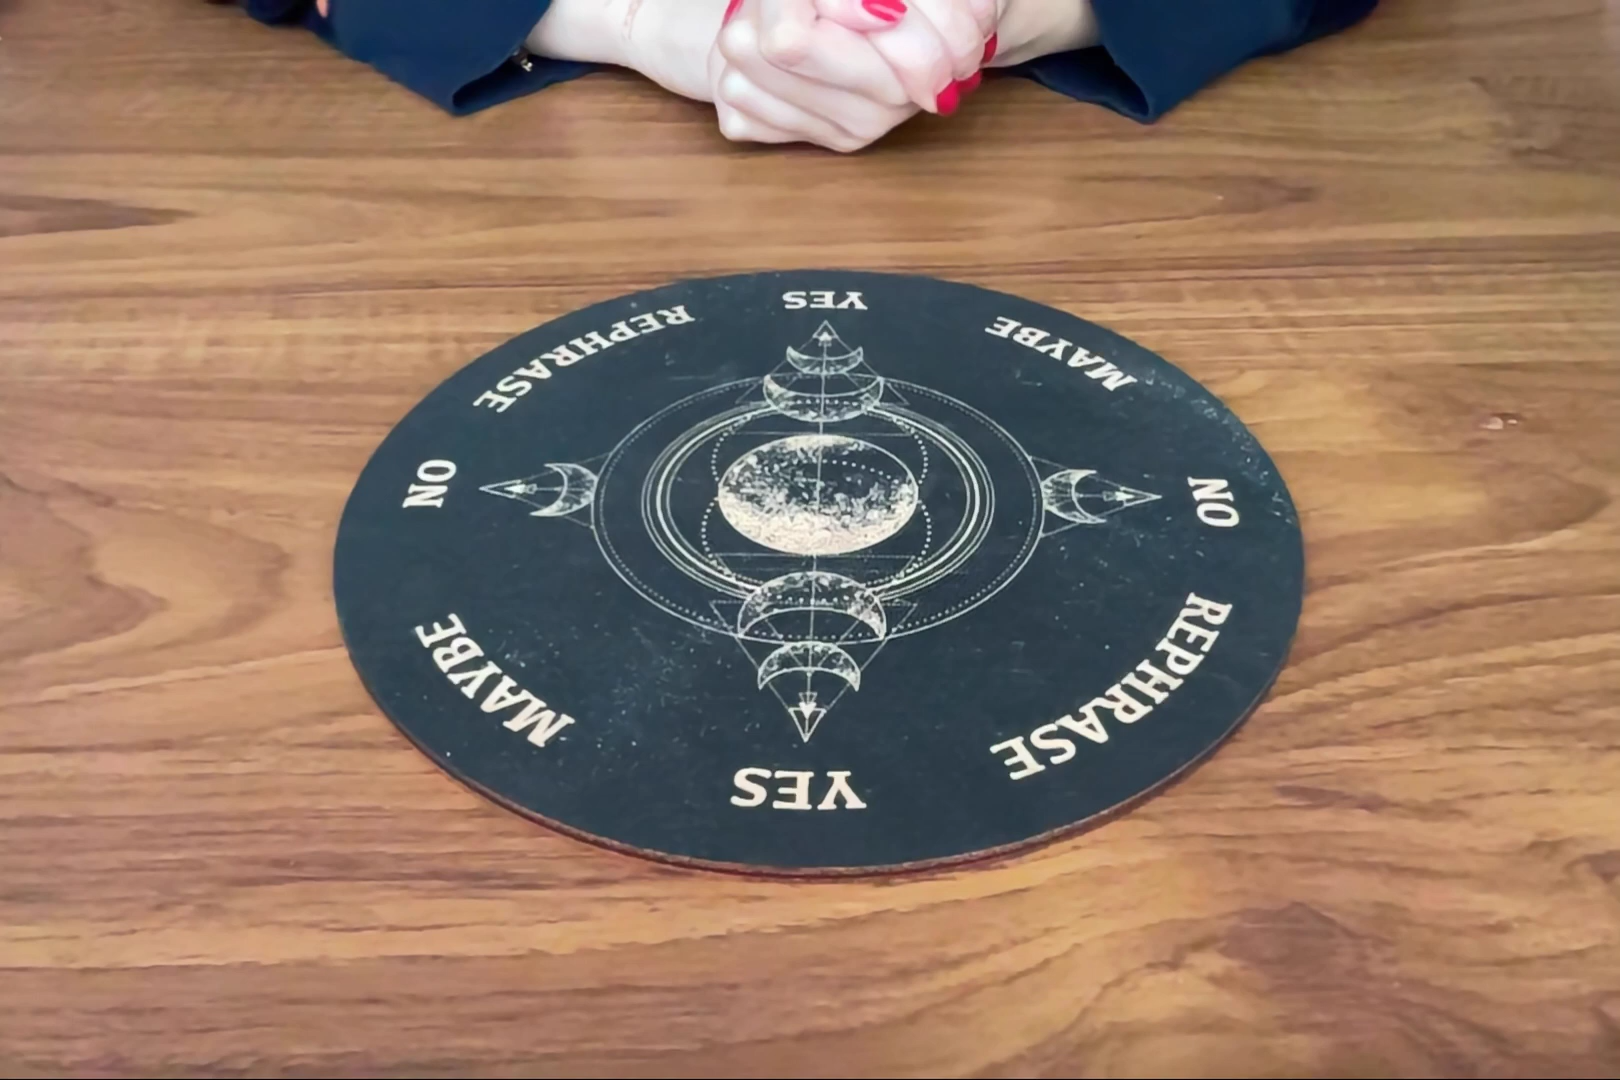 YES
MAYBE
NO
REPHRASE
YES
MAYBE
NO
REPHRASE